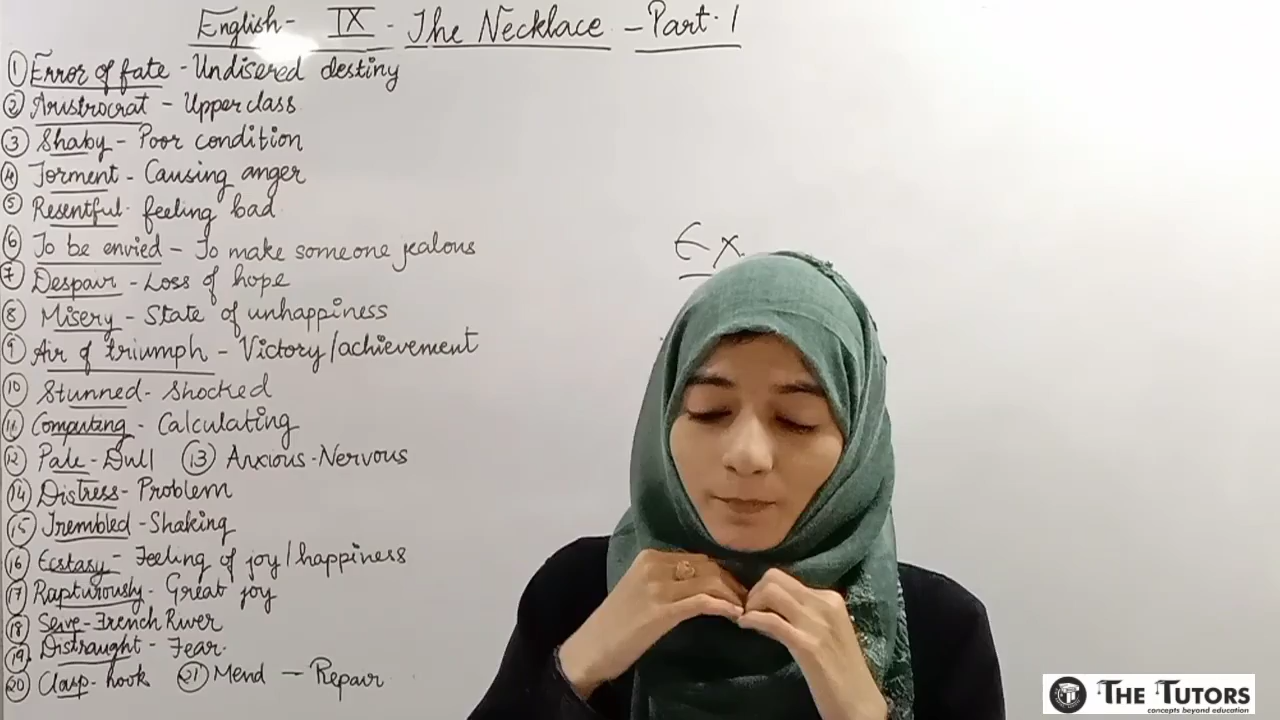 English - IX - The Necklace - Part. 1
① Error of fate - Undisered destiny
② Aristrocrat - Upper class
③ Shaby - Poor condition
④ Torment - Causing anger
⑤ Resentful - feeling bad
⑥ To be envied - To make someone jealous
⑦ Despair - Loss of hope
⑧ Misery - State of unhappiness
⑨ Air of triumph - Victory/achievement
⑩ Stunned - Shocked
⑪ Computing - Calculating
⑫ Pale - Dull ⑬ Anxious - Nervous
⑭ Distress - Problem
⑮ Trembled - Shaking
⑯ Ecstasy - Feeling of joy/happiness
⑰ Rapturously - Great joy
⑱ Seive - French River
⑲ Distraught - Fear.
⑳ Clasp - hook ㉑ Mend — Repair
Ex
THE TUTORS
concepts beyond education